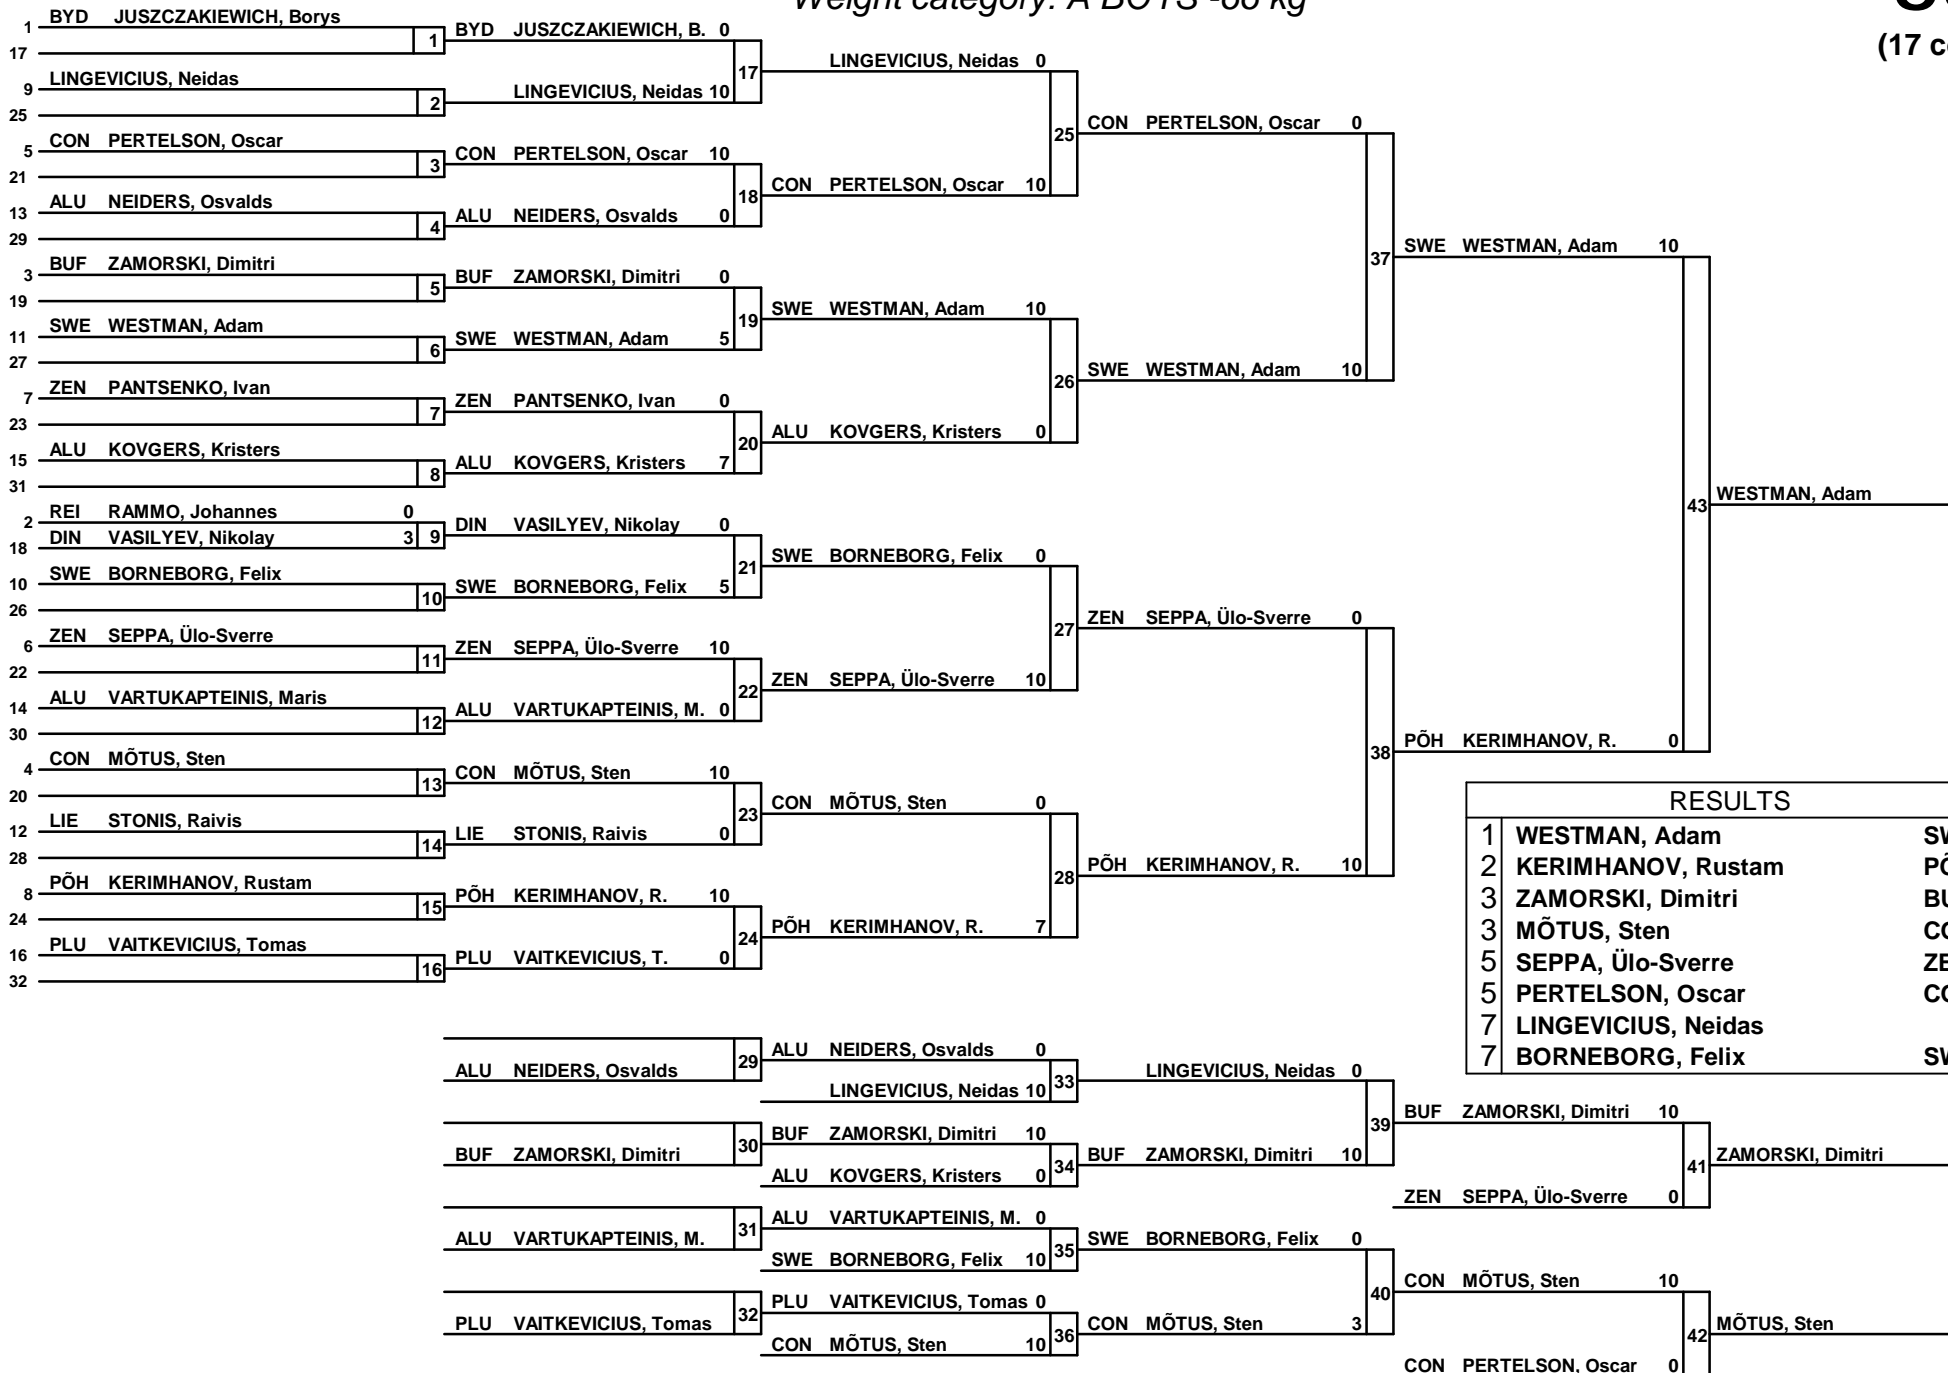 Weight category: A BOYS -66 kg
(17 c
1 BYD JUSZCZAKIEWICH, Borys
17
1 BYD JUSZCZAKIEWICH, B. 0
9 LINGEVICIUS, Neidas
25
2 LINGEVICIUS, Neidas 10
17 LINGEVICIUS, Neidas 0
5 CON PERTELSON, Oscar
21
3 CON PERTELSON, Oscar 10
13 ALU NEIDERS, Osvalds
29
4 ALU NEIDERS, Osvalds 0
18 CON PERTELSON, Oscar 10
25 CON PERTELSON, Oscar 0
3 BUF ZAMORSKI, Dimitri
19
5 BUF ZAMORSKI, Dimitri 0
11 SWE WESTMAN, Adam
27
6 SWE WESTMAN, Adam 5
19 SWE WESTMAN, Adam 10
7 ZEN PANTSENKO, Ivan
23
7 ZEN PANTSENKO, Ivan 0
15 ALU KOVGERS, Kristers
31
8 ALU KOVGERS, Kristers 7
20 ALU KOVGERS, Kristers 0
26 SWE WESTMAN, Adam 10
37 SWE WESTMAN, Adam 10
2 REI RAMMO, Johannes 0
18 DIN VASILYEV, Nikolay 3
9 DIN VASILYEV, Nikolay 0
10 SWE BORNEBORG, Felix
26
10 SWE BORNEBORG, Felix 5
21 SWE BORNEBORG, Felix 0
6 ZEN SEPPA, Ülo-Sverre
22
11 ZEN SEPPA, Ülo-Sverre 10
14 ALU VARTUKAPTEINIS, Maris
30
12 ALU VARTUKAPTEINIS, M. 0
22 ZEN SEPPA, Ülo-Sverre 10
27 ZEN SEPPA, Ülo-Sverre 0
4 CON MÕTUS, Sten
20
13 CON MÕTUS, Sten 10
12 LIE STONIS, Raivis
28
14 LIE STONIS, Raivis 0
23 CON MÕTUS, Sten 0
8 PÕH KERIMHANOV, Rustam
24
15 PÕH KERIMHANOV, R. 10
16 PLU VAITKEVICIUS, Tomas
32
16 PLU VAITKEVICIUS, T. 0
24 PÕH KERIMHANOV, R. 7
28 PÕH KERIMHANOV, R. 10
38 PÕH KERIMHANOV, R. 0
43 WESTMAN, Adam
RESULTS
1 WESTMAN, Adam
2 KERIMHANOV, Rustam
3 ZAMORSKI, Dimitri
3 MÕTUS, Sten
5 SEPPA, Ülo-Sverre
5 PERTELSON, Oscar
7 LINGEVICIUS, Neidas
7 BORNEBORG, Felix
ALU NEIDERS, Osvalds
29 ALU NEIDERS, Osvalds 0
LINGEVICIUS, Neidas 10
33 LINGEVICIUS, Neidas 0
BUF ZAMORSKI, Dimitri
30 BUF ZAMORSKI, Dimitri 10
ALU KOVGERS, Kristers 0
34 BUF ZAMORSKI, Dimitri 10
39 BUF ZAMORSKI, Dimitri 10
ZEN SEPPA, Ülo-Sverre 0
41 ZAMORSKI, Dimitri
ALU VARTUKAPTEINIS, M.
31 ALU VARTUKAPTEINIS, M. 0
SWE BORNEBORG, Felix 10
35 SWE BORNEBORG, Felix 0
PLU VAITKEVICIUS, Tomas
32 PLU VAITKEVICIUS, Tomas 0
CON MÕTUS, Sten 10
36 CON MÕTUS, Sten 3
40 CON MÕTUS, Sten 10
CON PERTELSON, Oscar 0
42 MÕTUS, Sten